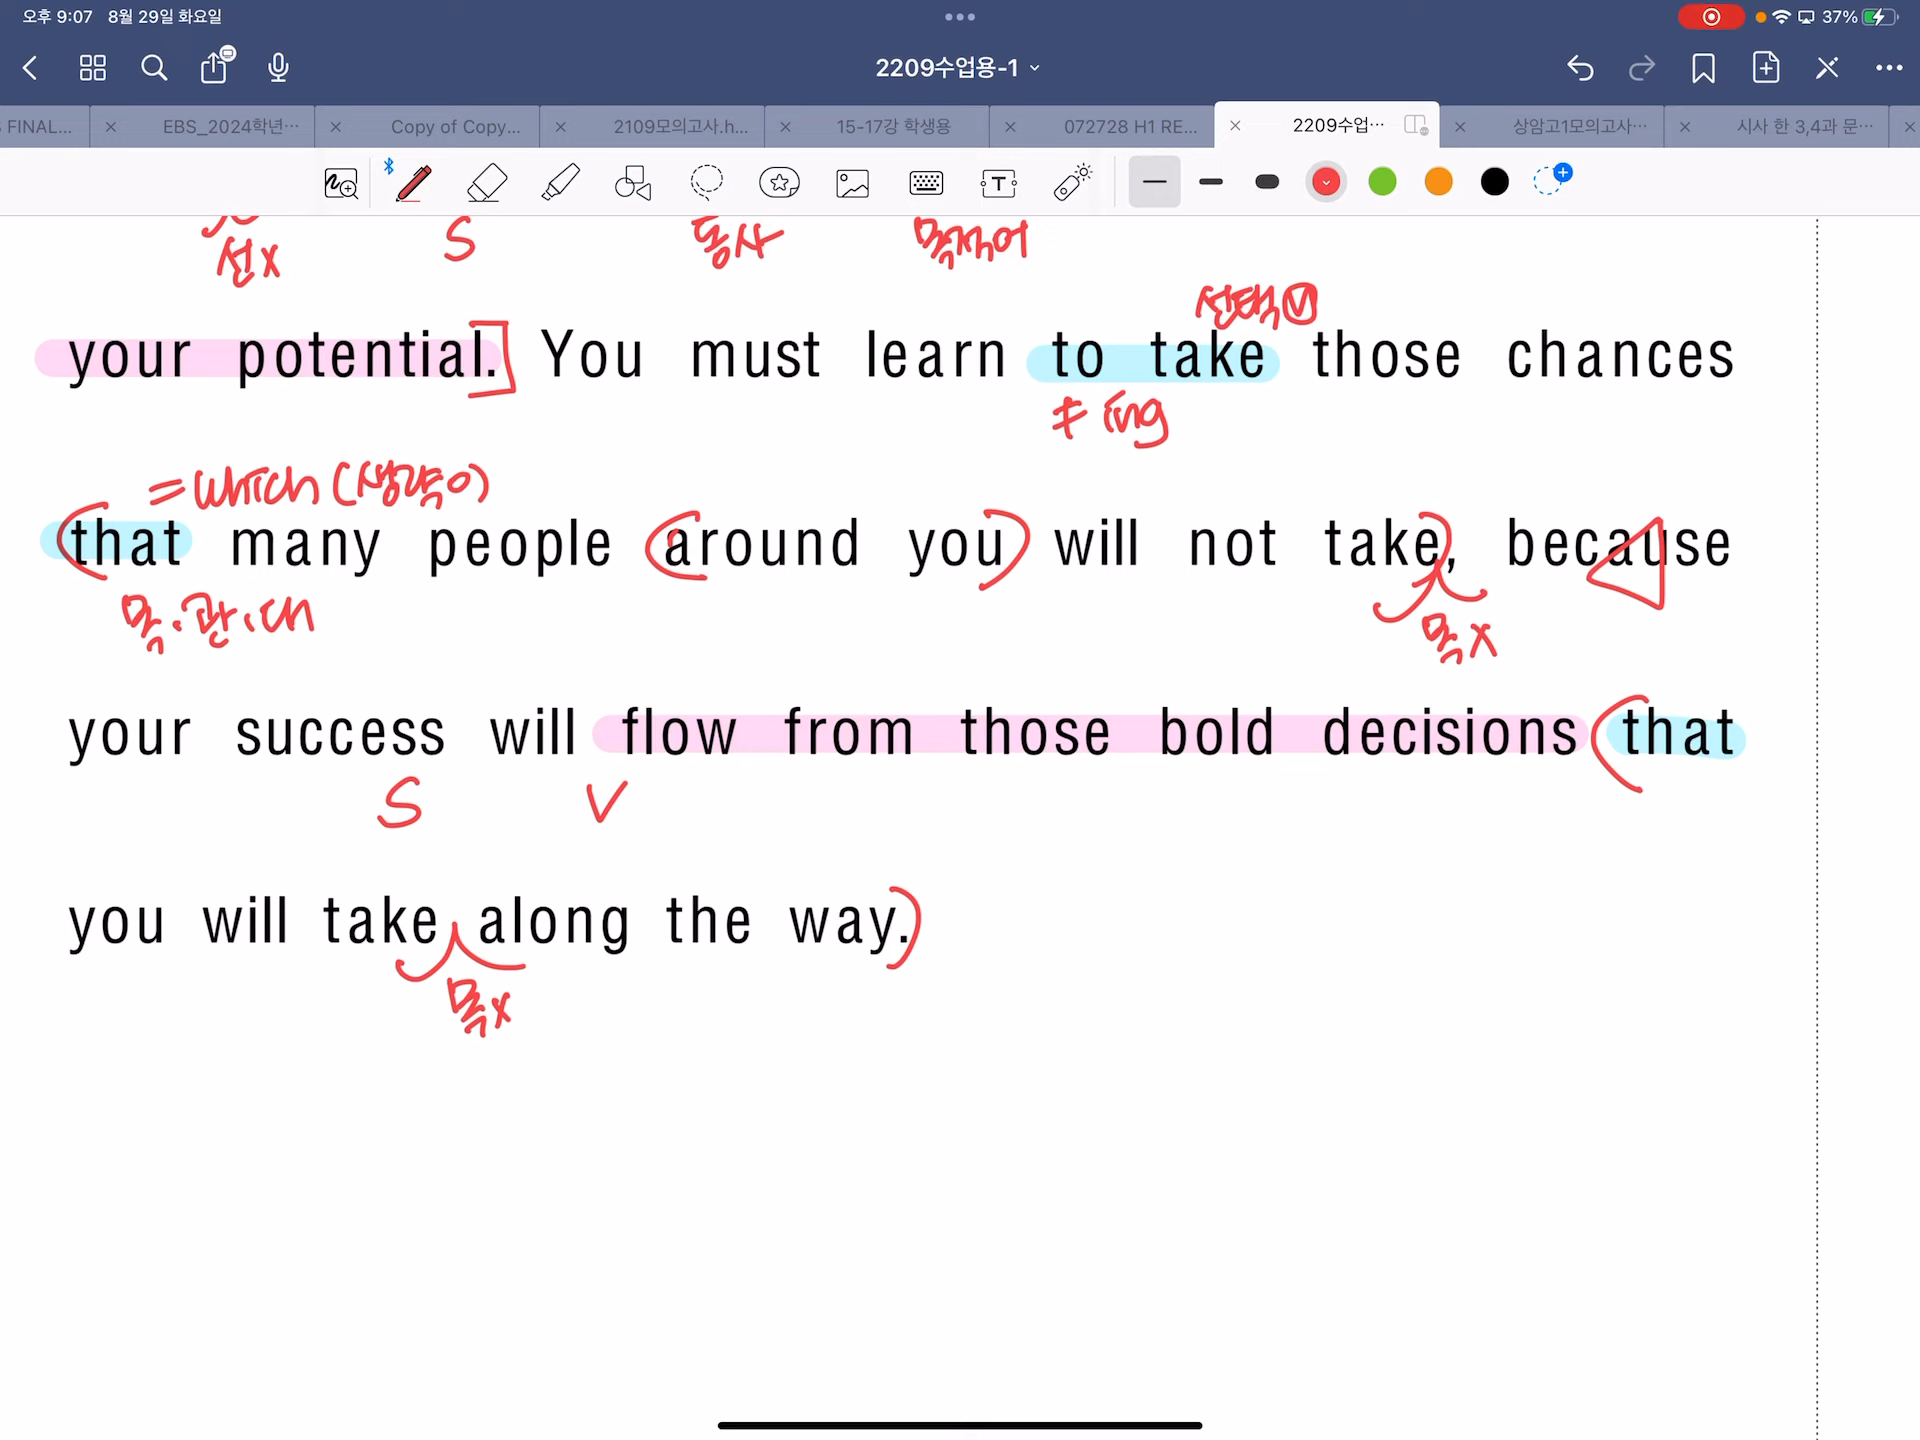 오후 9:07 8월 29일 화요일
37%
2209수업용-1
FINAL...
EBS_2024학년…
Copy of Copy...
2109모의고사.h...
15-17강 학생용
072728 H1 RE...
2209수업…
상암고1모의고사…
시사 한 3,4과 문…
선x S 동사 목적어
선택Ⓥ
your potential.] You must learn to take those chances
≠ ing
=which (생략o)
(that many people (around you) will not take), because
목·관·대 목x
your success will flow from those bold decisions (that
S V
you will take along the way.)
목x